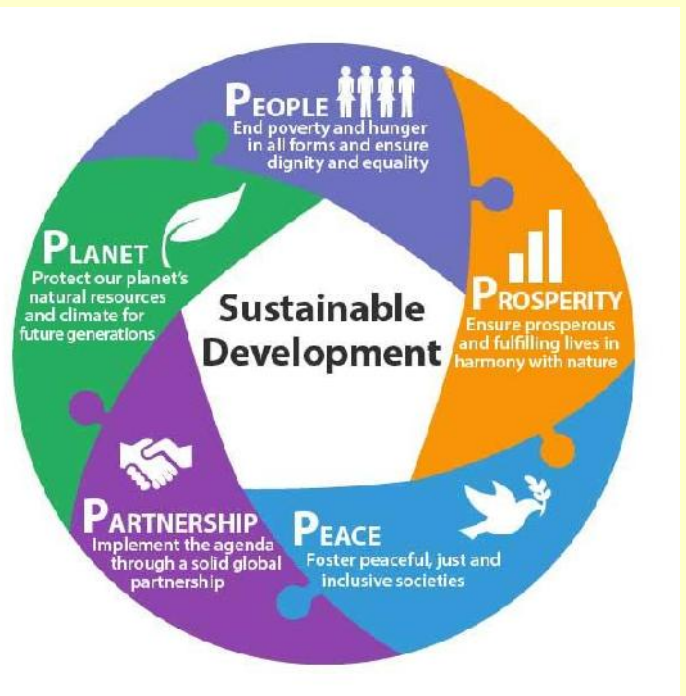 PEOPLE
End poverty and hunger
in all forms and ensure
dignity and equality
PROSPERITY
Ensure prosperous
and fulfilling lives in
harmony with nature
PEACE
Foster peaceful, just and
inclusive societies
PARTNERSHIP
Implement the agenda
through a solid global
partnership
PLANET
Protect our planet's
natural resources
and climate for
future generations
Sustainable
Development